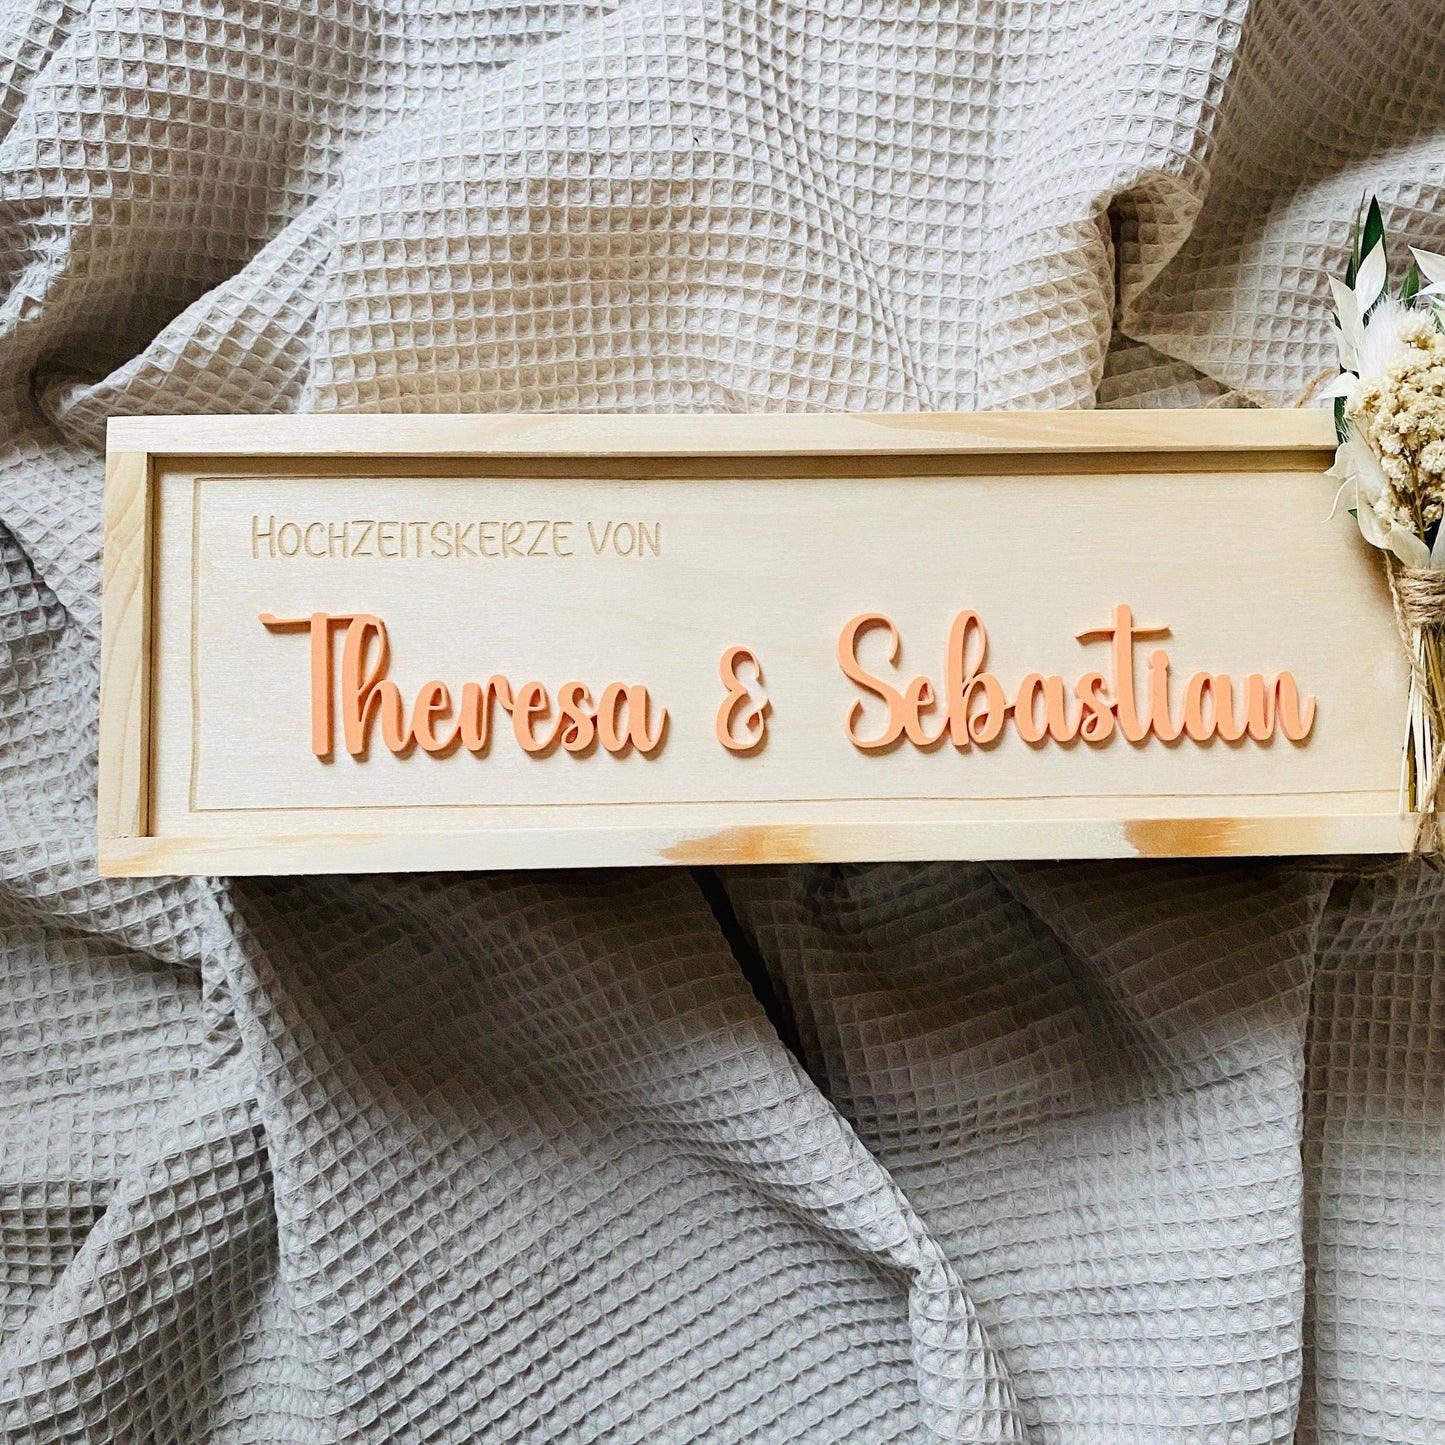 HOCHZEITSKERZE VON
Theresa & Sebastian